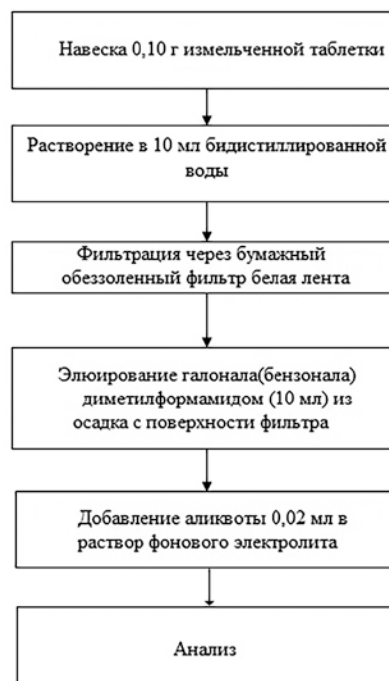 Навеска 0,10 г измельченной таблетки
Растворение в 10 мл бидистиллированной
воды
Фильтрация через бумажный
обеззоленный фильтр белая лента
Элюирование галонала(бензонала)
диметилформамидом (10 мл) из
осадка с поверхности фильтра
Добавление аликвоты 0,02 мл в
раствор фонового электролита
Анализ